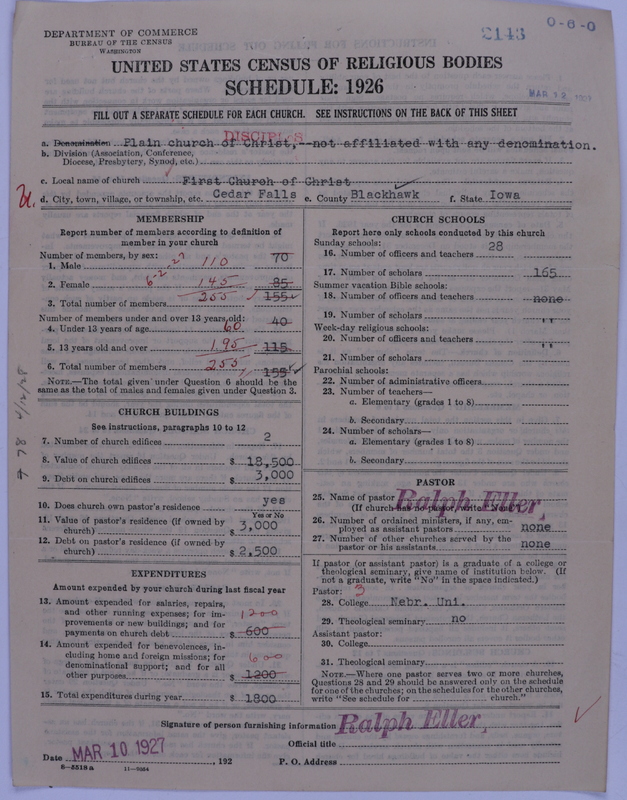 DEPARTMENT OF COMMERCE
BUREAU OF THE CENSUS
WASHINGTON
2143
0-8-0
UNITED STATES CENSUS OF RELIGIOUS BODIES
SCHEDULE: 1926
MAR 12 1927
FILL OUT A SEPARATE SCHEDULE FOR EACH CHURCH. SEE INSTRUCTIONS ON THE BACK OF THIS SHEET
DISCIPLES
a. Denomination Plain church of Christ,--not affiliated with any denomination.
b. Division (Association, Conference,
Diocese, Presbytery, Synod, etc.)
c. Local name of church First Church of Christ
d. City, town, village, or township, etc. Cedar Falls e. County Blackhawk f. State Iowa
MEMBERSHIP
Report number of members according to definition of
member in your church
Number of members, by sex:
1. Male 110 70
2. Female 145 85
3. Total number of members 255 155
Number of members under and over 13 years old:
4. Under 13 years of age 60 40
5. 13 years old and over 195 115
6. Total number of members 255 155
NOTE.—The total given under Question 6 should be the
same as the total of males and females given under Question 3.
CHURCH BUILDINGS
See instructions, paragraphs 10 to 12
7. Number of church edifices 2
8. Value of church edifices $ 18,500
9. Debt on church edifices $ 3,000
10. Does church own pastor's residence yes
Yes or No
11. Value of pastor's residence (if owned by
church) $ 3,000
12. Debt on pastor's residence (if owned by
church) $ 2,500
EXPENDITURES
Amount expended by your church during last fiscal year
13. Amount expended for salaries, repairs,
and other running expenses; for im-
provements or new buildings; and for
payments on church debt $ 1200 600
14. Amount expended for benevolences, in-
cluding home and foreign missions; for
denominational support; and for all
other purposes $ 600 1200
15. Total expenditures during year $ 1800
CHURCH SCHOOLS
Report here only schools conducted by this church
Sunday schools:
16. Number of officers and teachers 28
17. Number of scholars 165
Summer vacation Bible schools:
18. Number of officers and teachers none
19. Number of scholars ''
Week-day religious schools:
20. Number of officers and teachers ''
21. Number of scholars
Parochial schools:
22. Number of administrative officers
23. Number of teachers—
a. Elementary (grades 1 to 8)
b. Secondary
24. Number of scholars—
a. Elementary (grades 1 to 8)
b. Secondary
PASTOR
25. Name of pastor Ralph Eller,
(If church has no pastor, write "None")
26. Number of ordained ministers, if any, em-
ployed as assistant pastors none
27. Number of other churches served by the
pastor or his assistants none
If pastor (or assistant pastor) is a graduate of a college or
theological seminary, give name of institution below. (If
not a graduate, write "No" in the space indicated.)
Pastor: 3
28. College Nebr. Uni.
29. Theological seminary no
Assistant pastor:
30. College
31. Theological seminary
NOTE.—Where one pastor serves two or more churches,
Questions 28 and 29 should be answered only on the schedule
for one of the churches; on the schedules for the other churches,
write "See schedule for church."
Signature of person furnishing information Ralph Eller,
Official title
Date MAR 10 1927, 192 P. O. Address